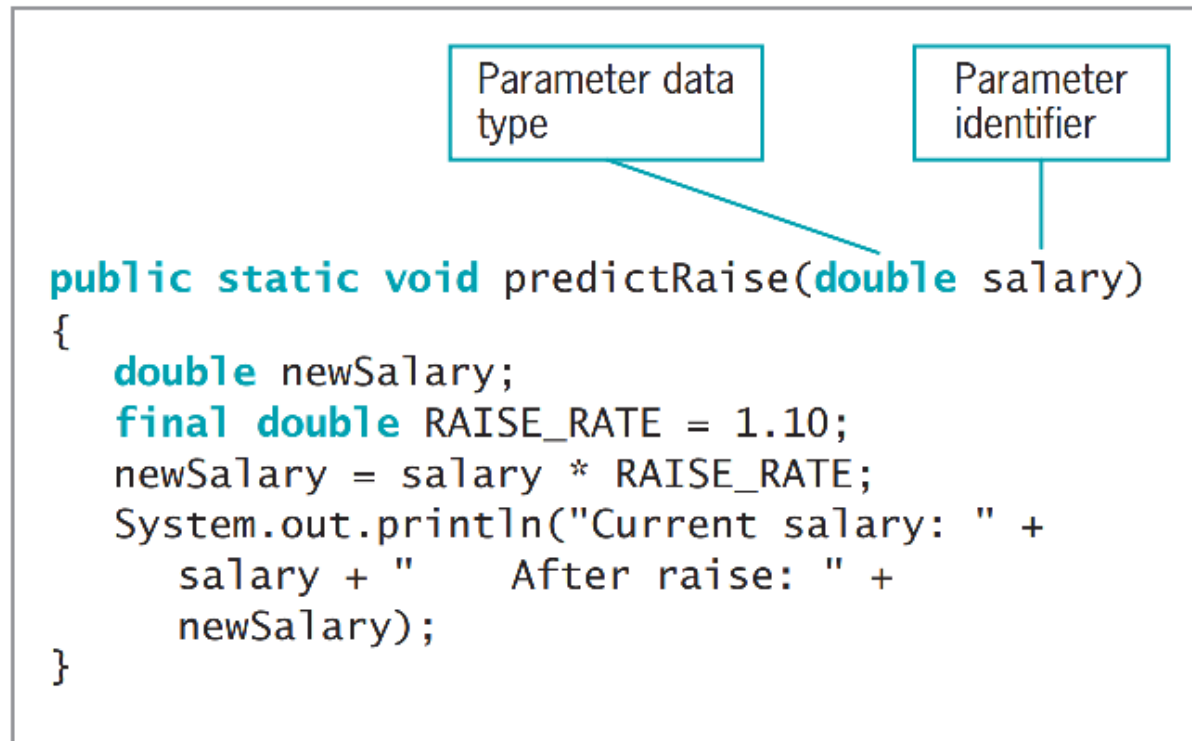 Parameter data
type
Parameter
identifier
public static void predictRaise(double salary)
{
double newSalary;
final double RAISE_RATE = 1.10;
newSalary = salary * RAISE_RATE;
System.out.println("Current salary: " +
salary + "    After raise: " +
newSalary);
}